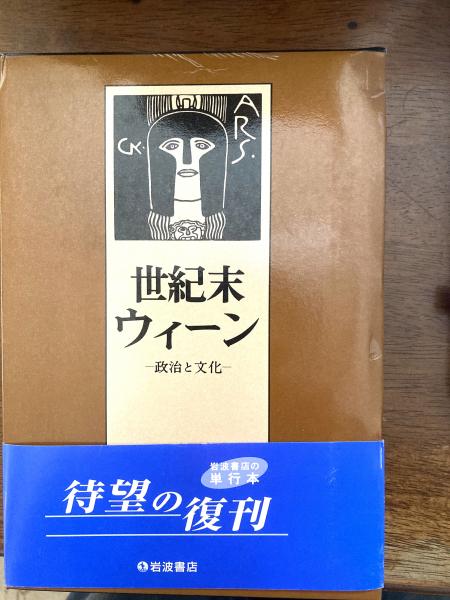 ARS.
GK.
世紀末
ウィーン
―政治と文化―
岩波書店の
単行本
待望の
復刊
岩波書店